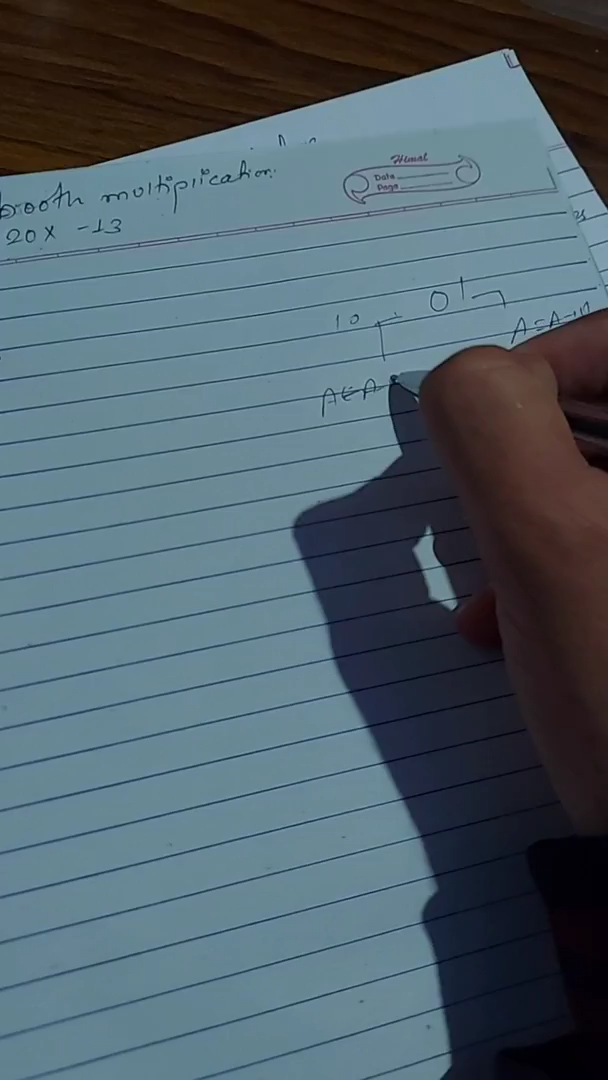 booth multiplication
Himal
Date
Page
20 x -13
01
10
A=A+M
A←A